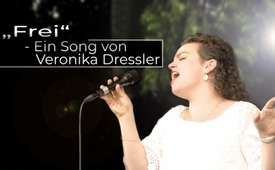 „Frei“
- Ein Song von
Veronika Dressler